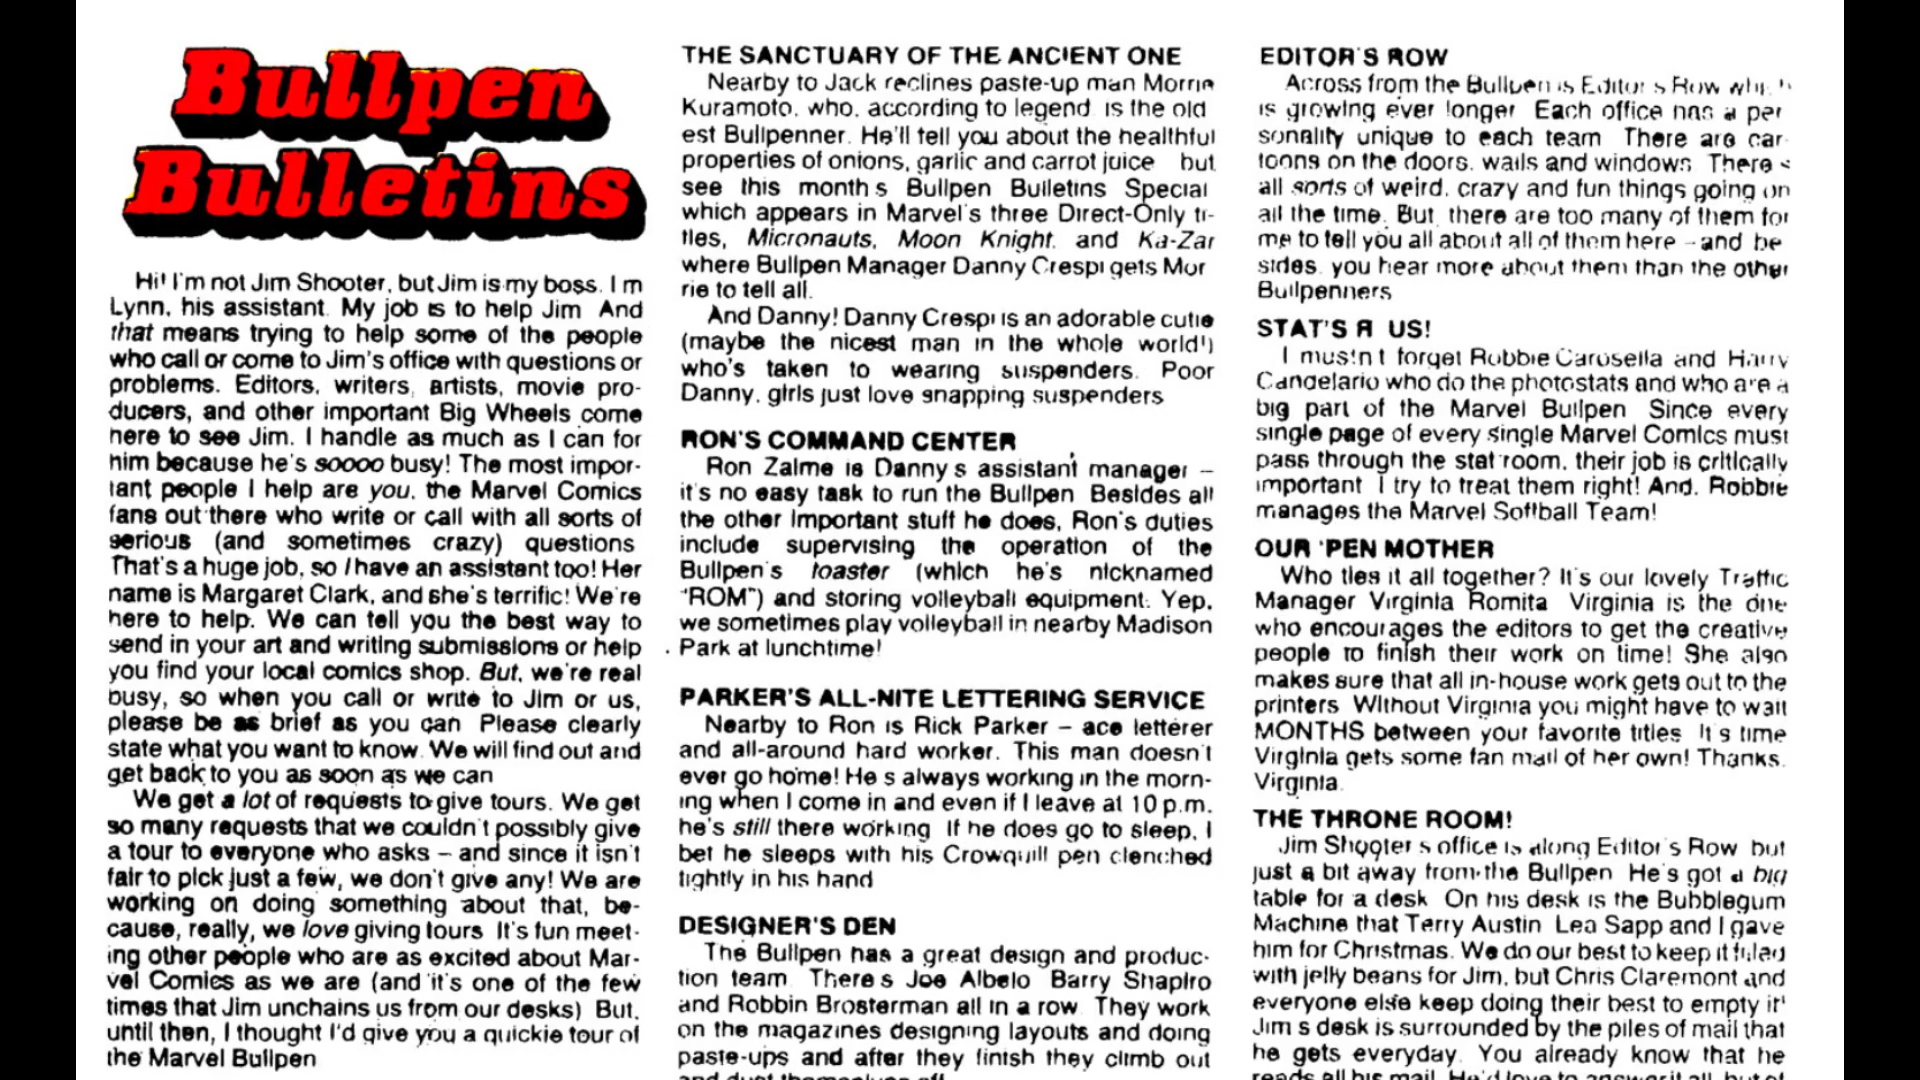 Bullpen
Bulletins
Hi! I'm not Jim Shooter, but Jim is my boss. I m
Lynn, his assistant. My job is to help Jim And
that means trying to help some of the people
who call or come to Jim's office with questions or
problems. Editors, writers, artists, movie pro-
ducers, and other important Big Wheels come
here to see Jim. I handle as much as I can for
him because he's soooo busy! The most impor-
tant people I help are you, the Marvel Comics
fans out there who write or call with all sorts of
serious (and sometimes crazy) questions
That's a huge job, so I have an assistant too! Her
name is Margaret Clark, and she's terrific! We're
here to help. We can tell you the best way to
send in your art and writing submissions or help
you find your local comics shop. But, we're real
busy, so when you call or write to Jim or us,
please be as brief as you can Please clearly
state what you want to know. We will find out and
get back to you as soon as we can
We get a lot of requests to give tours. We get
so many requests that we couldn't possibly give
a tour to everyone who asks – and since it isn't
fair to pick just a few, we don't give any! We are
working on doing something about that, be-
cause, really, we love giving tours It's fun meet-
ing other people who are as excited about Mar-
vel Comics as we are (and it's one of the few
times that Jim unchains us from our desks) But,
until then, I thought I'd give you a quickie tour of
the Marvel Bullpen
THE SANCTUARY OF THE ANCIENT ONE
Nearby to Jack reclines paste-up man Morrie
Kuramoto, who, according to legend is the old
est Bullpenner. He'll tell you about the healthful
properties of onions, garlic and carrot juice but
see this month s Bullpen Bulletins Special
which appears in Marvel's three Direct-Only ti-
tles, Micronauts, Moon Knight, and Ka-Zar
where Bullpen Manager Danny Crespi gets Mor
rie to tell all.
And Danny! Danny Crespi is an adorable cutie
(maybe the nicest man in the whole world!)
who's taken to wearing suspenders. Poor
Danny, girls just love snapping suspenders
RON'S COMMAND CENTER
Ron Zalme is Danny s assistant manager –
it's no easy task to run the Bullpen Besides all
the other important stuff he does, Ron's duties
include supervising the operation of the
Bullpen's toaster (which he's nicknamed
"ROM") and storing volleyball equipment. Yep,
we sometimes play volleyball in nearby Madison
Park at lunchtime!
PARKER'S ALL-NITE LETTERING SERVICE
Nearby to Ron is Rick Parker – ace letterer
and all-around hard worker. This man doesn't
ever go home! He s always working in the morn-
ing when I come in and even if I leave at 10 p.m.
he's still there working If he does go to sleep, I
bet he sleeps with his Crowquill pen clenched
tightly in his hand
DESIGNER'S DEN
The Bullpen has a great design and produc-
tion team There s Joe Albelo Barry Shapiro
and Robbin Brosterman all in a row. They work
on the magazines designing layouts and doing
paste-ups and after they finish they climb out
EDITOR'S ROW
Across from the Bullpen is Editor s Row which
is growing ever longer Each office has a per
sonality unique to each team There are car-
toons on the doors, walls and windows There s
all sorts of weird, crazy and fun things going on
all the time. But there are too many of them for
me to tell you all about all of them here – and be
sides, you hear more about them than the other
Bullpenners
STAT'S R US!
I mustn t forget Robbie Carosella and Harry
Candelario who do the photostats and who are a
big part of the Marvel Bullpen Since every
single page of every single Marvel Comics must
pass through the stat room, their job is critically
important I try to treat them right! And, Robbie
manages the Marvel Softball Team!
OUR 'PEN MOTHER
Who ties it all together? It's our lovely Traffic
Manager Virginia Romita Virginia is the one
who encourages the editors to get the creative
people to finish their work on time! She also
makes sure that all in-house work gets out to the
printers Without Virginia you might have to wait
MONTHS between your favorite titles It's time
Virginia gets some fan mail of her own! Thanks,
Virginia.
THE THRONE ROOM!
Jim Shooter s office is along Editor's Row but
just a bit away from the Bullpen He's got a big
table for a desk On his desk is the Bubblegum
Machine that Terry Austin Lea Sapp and I gave
him for Christmas. We do our best to keep it filled
with jelly beans for Jim, but Chris Claremont and
everyone else keep doing their best to empty it!
Jim s desk is surrounded by the piles of mail that
he gets everyday. You already know that he
reads all his mail. He'd love to answer it all, but of